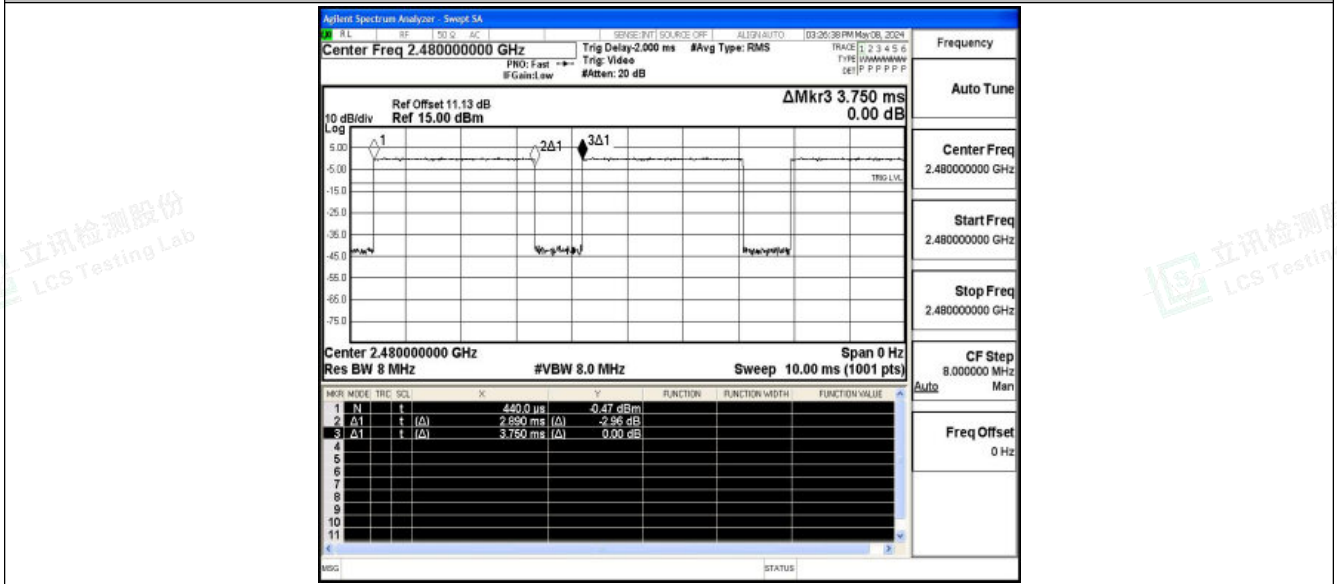 Agilent Spectrum Analyzer - Swept SA
RL RF 50 Ω AC SENSE:INT SOURCE OFF ALIGN AUTO 03:26:38 PM May 08, 2024
Center Freq 2.480000000 GHz
PNO: Fast
IFGain:Low
Trig Delay-2.000 ms
Trig: Video
#Atten: 20 dB
#Avg Type: RMS
TRACE 1 2 3 4 5 6
TYPE
DET P P P P P P
Frequency
Auto Tune
ΔMkr3 3.750 ms
0.00 dB
Ref Offset 11.13 dB
10 dB/div Ref 15.00 dBm
Log
1
2Δ1
3Δ1
TRIG LVL
5.00
-5.00
-15.0
-25.0
-35.0
-45.0
-55.0
-65.0
-75.0
Center Freq
2.480000000 GHz
Start Freq
2.480000000 GHz
Stop Freq
2.480000000 GHz
CF Step
8.000000 MHz
Auto Man
Freq Offset
0 Hz
Center 2.480000000 GHz Span 0 Hz
Res BW 8 MHz #VBW 8.0 MHz Sweep 10.00 ms (1001 pts)
MKR MODE TRC SCL X Y FUNCTION FUNCTION WIDTH FUNCTION VALUE
1 N t 440.0 µs -0.47 dBm
2 Δ1 t (Δ) 2.890 ms (Δ) -2.96 dB
3 Δ1 t (Δ) 3.750 ms (Δ) 0.00 dB
4
5
6
7
8
9
10
11
MSG STATUS
立讯检测股份
LCS Testing Lab
立讯检测股
LCS Testin